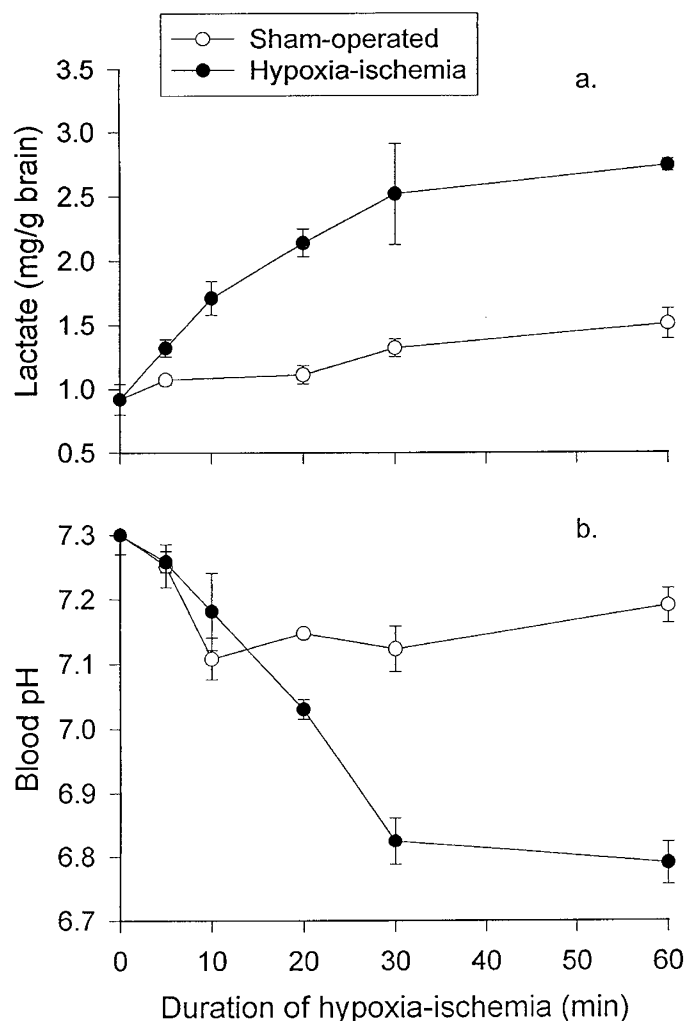 Sham-operated
Hypoxia-ischemia
a.
3.5
3.0
2.5
2.0
1.5
1.0
0.5
Lactate (mg/g brain)
b.
7.3
7.2
7.1
7.0
6.9
6.8
6.7
Blood pH
0 10 20 30 40 50 60
Duration of hypoxia-ischemia (min)